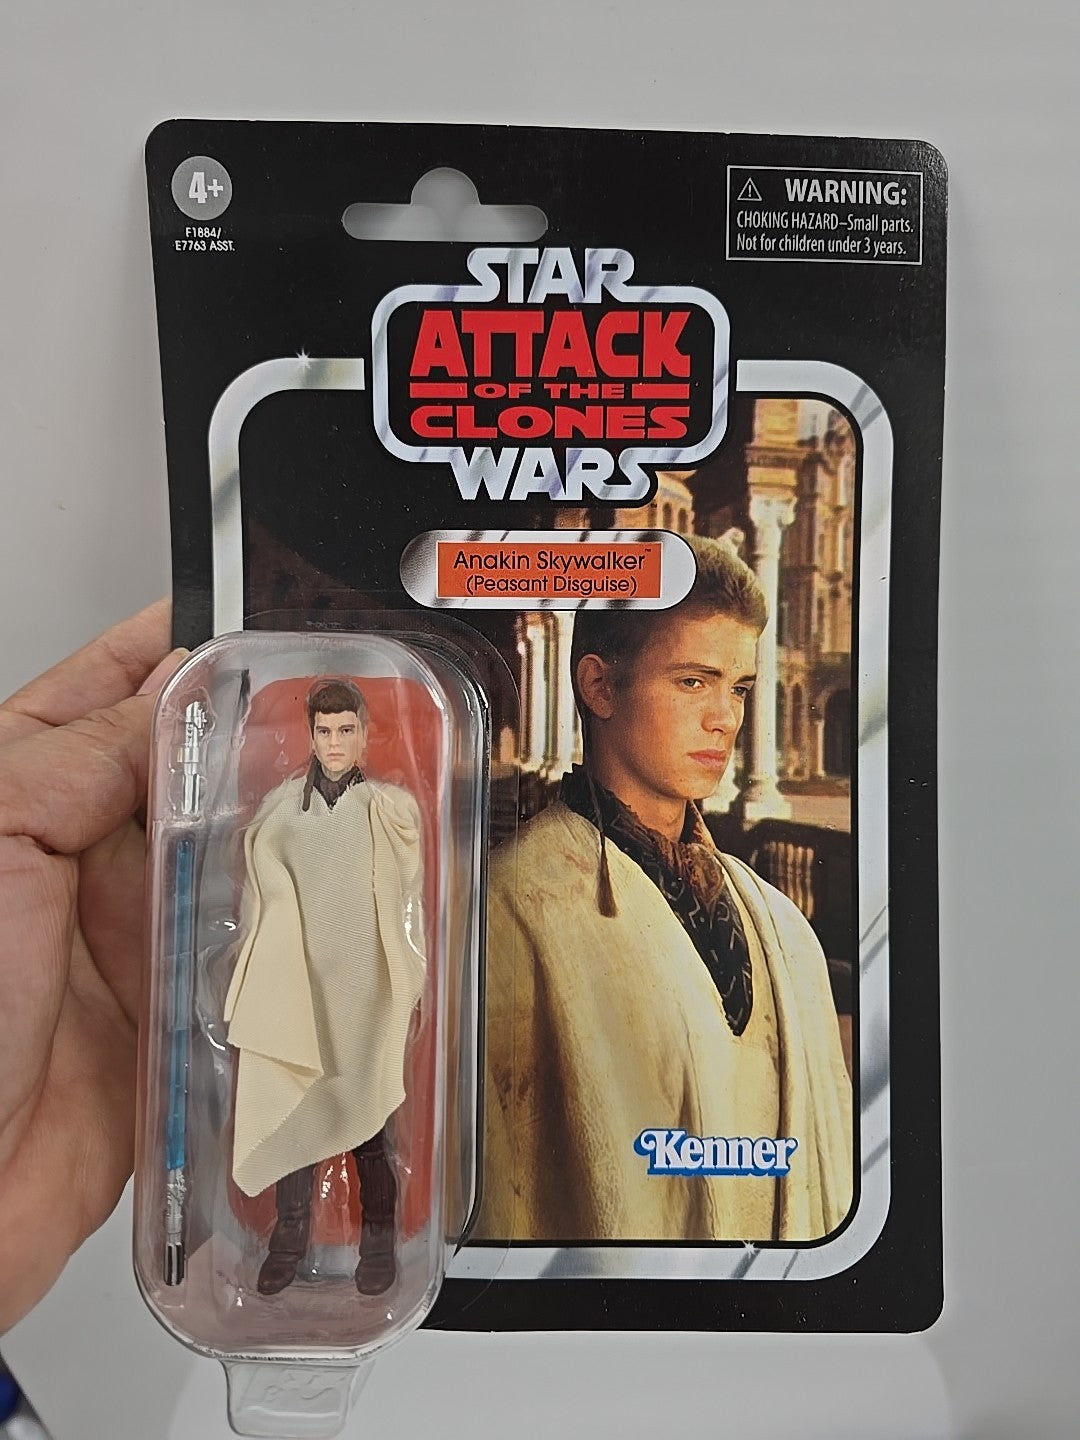 4+
F1884/
E7763 ASST.
⚠ WARNING:
CHOKING HAZARD–Small parts.
Not for children under 3 years.
STAR
ATTACK
OF THE
CLONES
WARS
Anakin Skywalker™
(Peasant Disguise)
Kenner